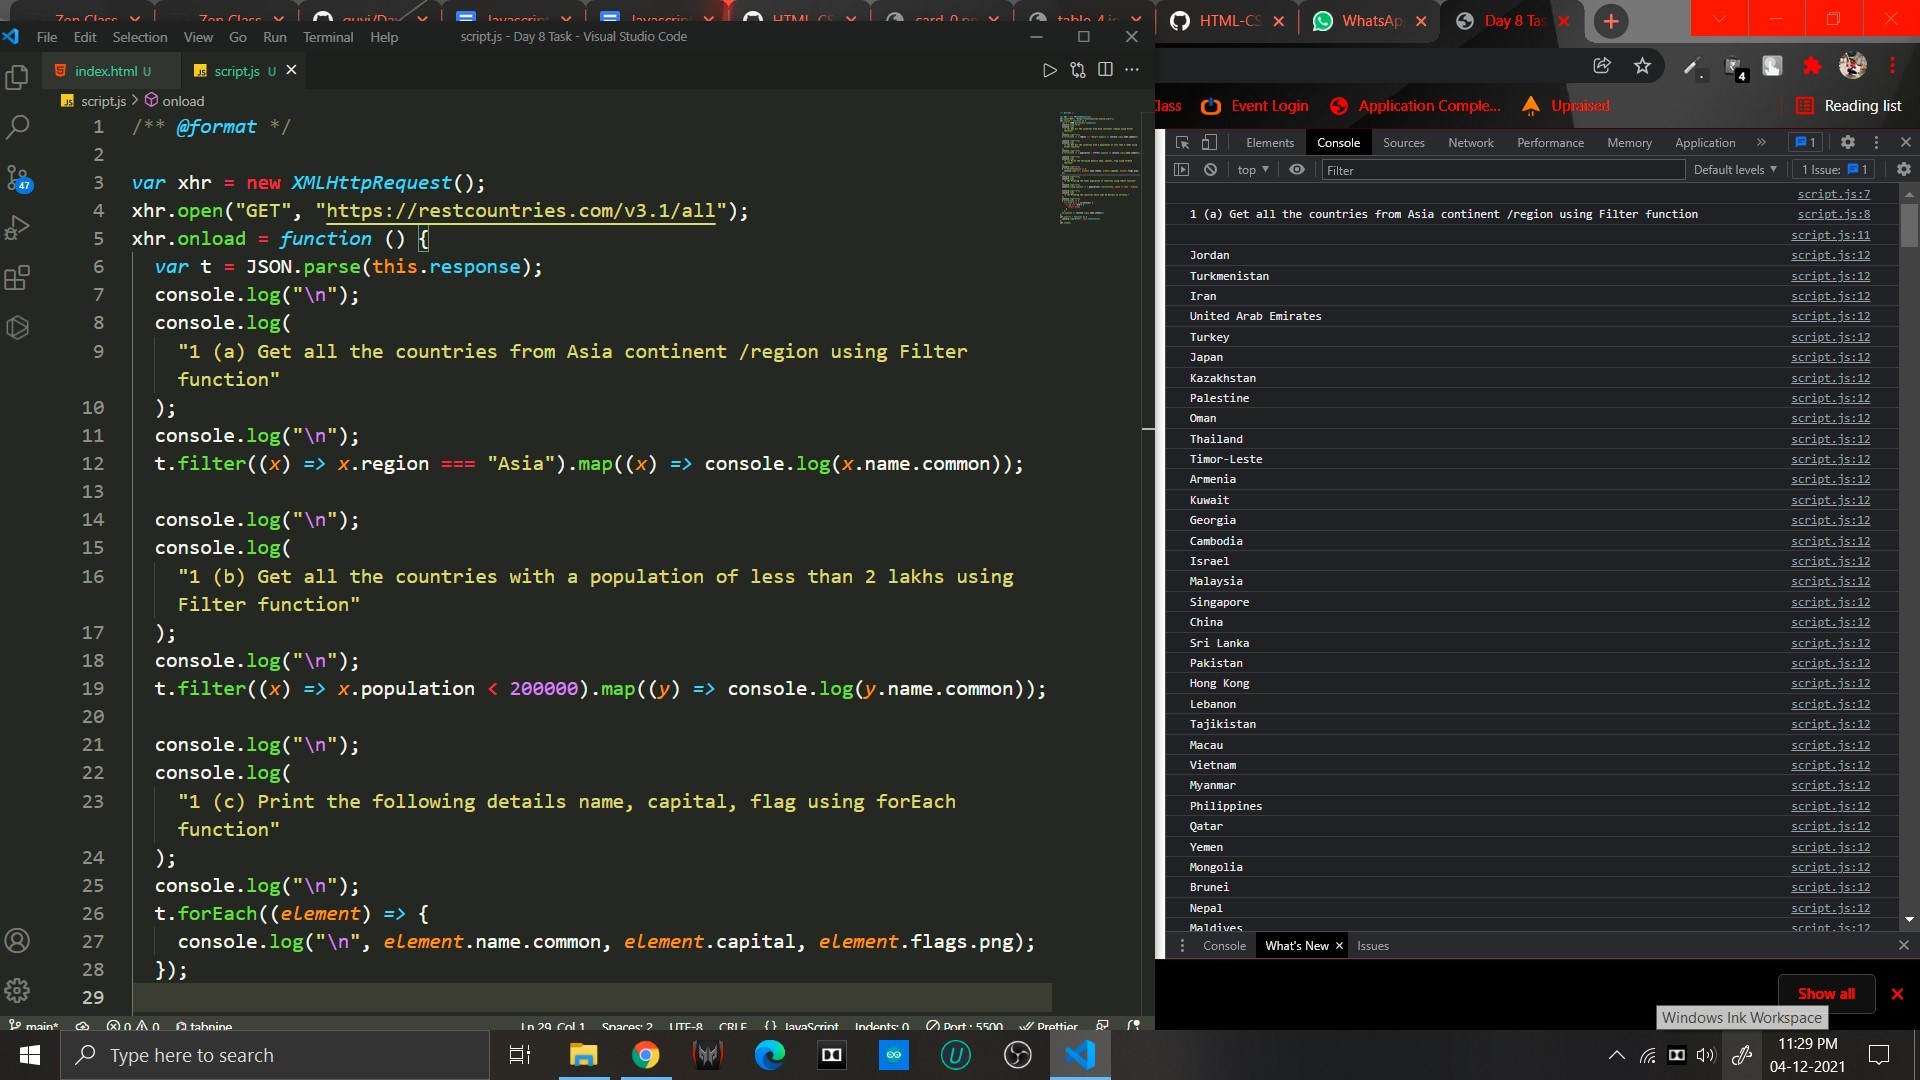 File Edit Selection View Go Run Terminal Help
script.js - Day 8 Task - Visual Studio Code
index.html U
script.js U
script.js > onload
1 /** @format */
2
3 var xhr = new XMLHttpRequest();
4 xhr.open("GET", "https://restcountries.com/v3.1/all");
5 xhr.onload = function () {
6 var t = JSON.parse(this.response);
7 console.log("\n");
8 console.log(
9 "1 (a) Get all the countries from Asia continent /region using Filter
function"
10 );
11 console.log("\n");
12 t.filter((x) => x.region === "Asia").map((x) => console.log(x.name.common));
13
14 console.log("\n");
15 console.log(
16 "1 (b) Get all the countries with a population of less than 2 lakhs using
Filter function"
17 );
18 console.log("\n");
19 t.filter((x) => x.population < 200000).map((y) => console.log(y.name.common));
20
21 console.log("\n");
22 console.log(
23 "1 (c) Print the following details name, capital, flag using forEach
function"
24 );
25 console.log("\n");
26 t.forEach((element) => {
27 console.log("\n", element.name.common, element.capital, element.flags.png);
28 });
29
47
main* 0 0 tabnine
Ln 29, Col 1 Spaces: 2 UTF-8 CRLF {} JavaScript Indents: 0 Port : 5500 Prettier
HTML-CS
WhatsAp
Day 8 Tas
4
lass Event Login Application Comple... Upraised Reading list
Elements Console Sources Network Performance Memory Application » 1
top Filter Default levels 1 Issue: 1
script.js:7
1 (a) Get all the countries from Asia continent /region using Filter function script.js:8
script.js:11
Jordan script.js:12
Turkmenistan script.js:12
Iran script.js:12
United Arab Emirates script.js:12
Turkey script.js:12
Japan script.js:12
Kazakhstan script.js:12
Palestine script.js:12
Oman script.js:12
Thailand script.js:12
Timor-Leste script.js:12
Armenia script.js:12
Kuwait script.js:12
Georgia script.js:12
Cambodia script.js:12
Israel script.js:12
Malaysia script.js:12
Singapore script.js:12
China script.js:12
Sri Lanka script.js:12
Pakistan script.js:12
Hong Kong script.js:12
Lebanon script.js:12
Tajikistan script.js:12
Macau script.js:12
Vietnam script.js:12
Myanmar script.js:12
Philippines script.js:12
Qatar script.js:12
Yemen script.js:12
Mongolia script.js:12
Brunei script.js:12
Nepal script.js:12
Maldives script.js:12
Console What's New Issues
Show all
Windows Ink Workspace
Type here to search
11:29 PM
04-12-2021